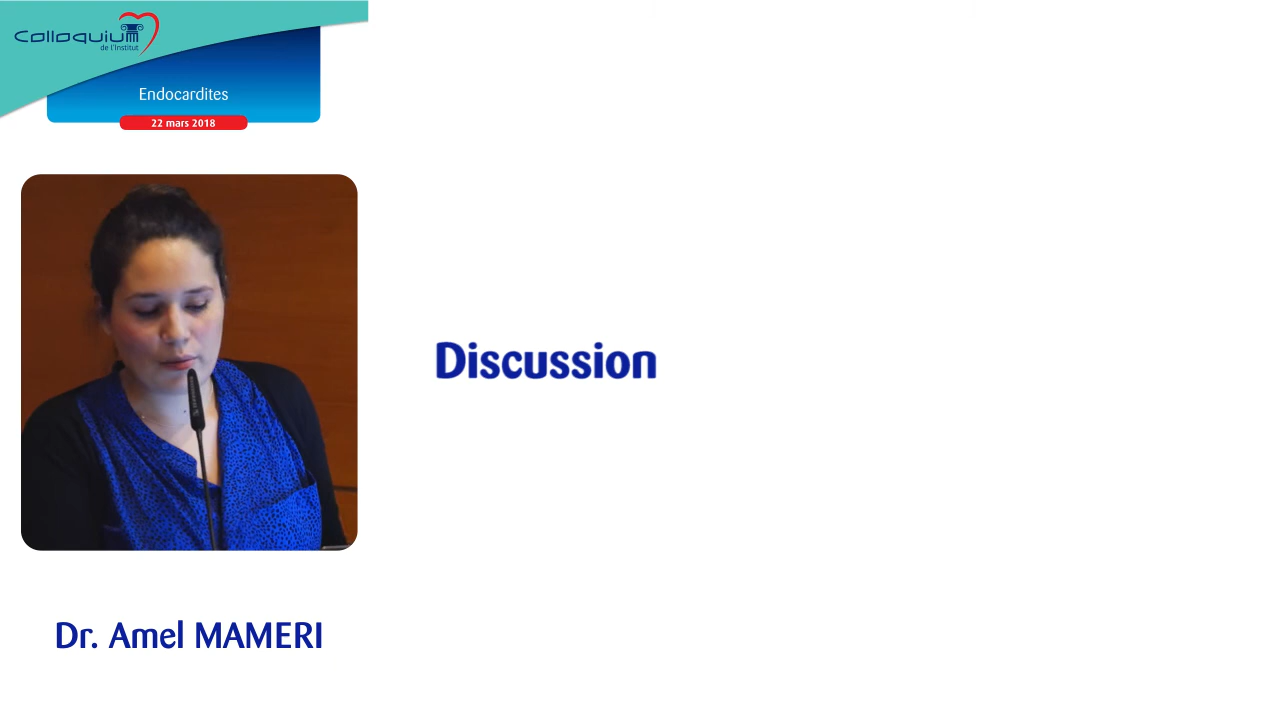 Colloquium
de l'Institut
Endocardites
22 mars 2018
Discussion
Dr. Amel MAMERI